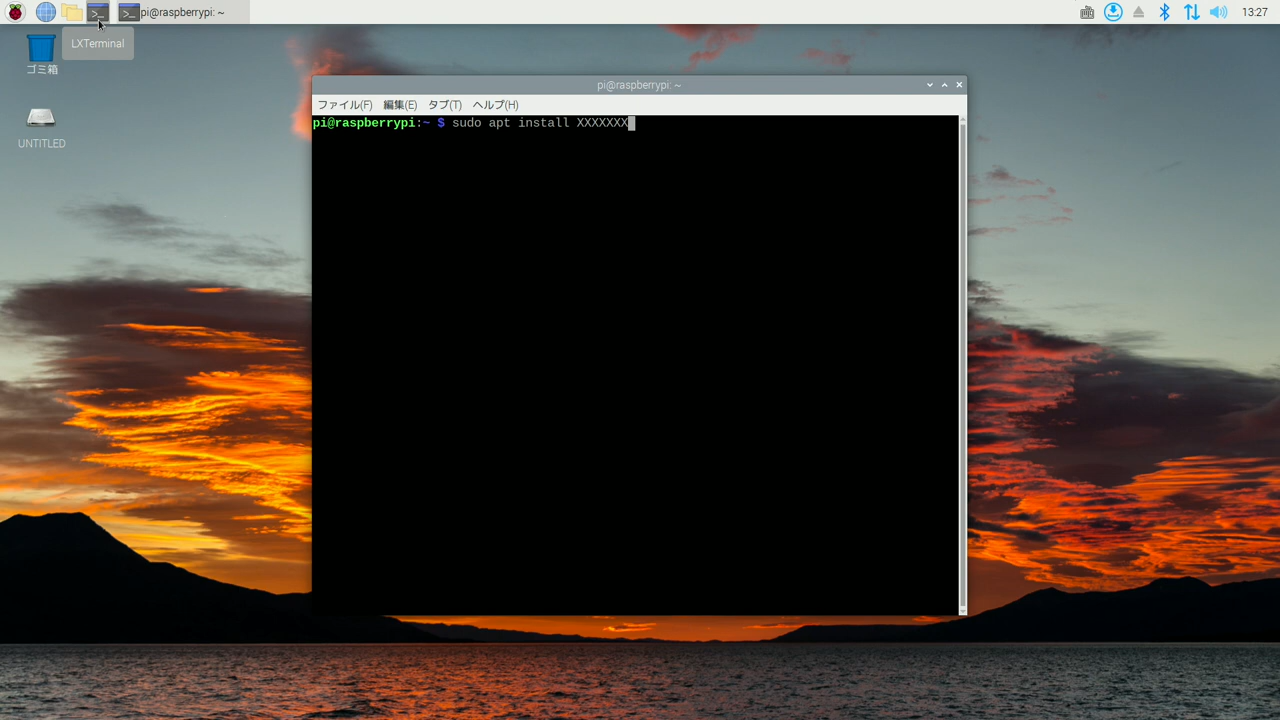 pi@raspberrypi: ~
13:27
LXTerminal
ゴミ箱
UNTITLED
pi@raspberrypi: ~
ファイル(F) 編集(E) タブ(T) ヘルプ(H)
pi@raspberrypi:~ $ sudo apt install XXXXXXX